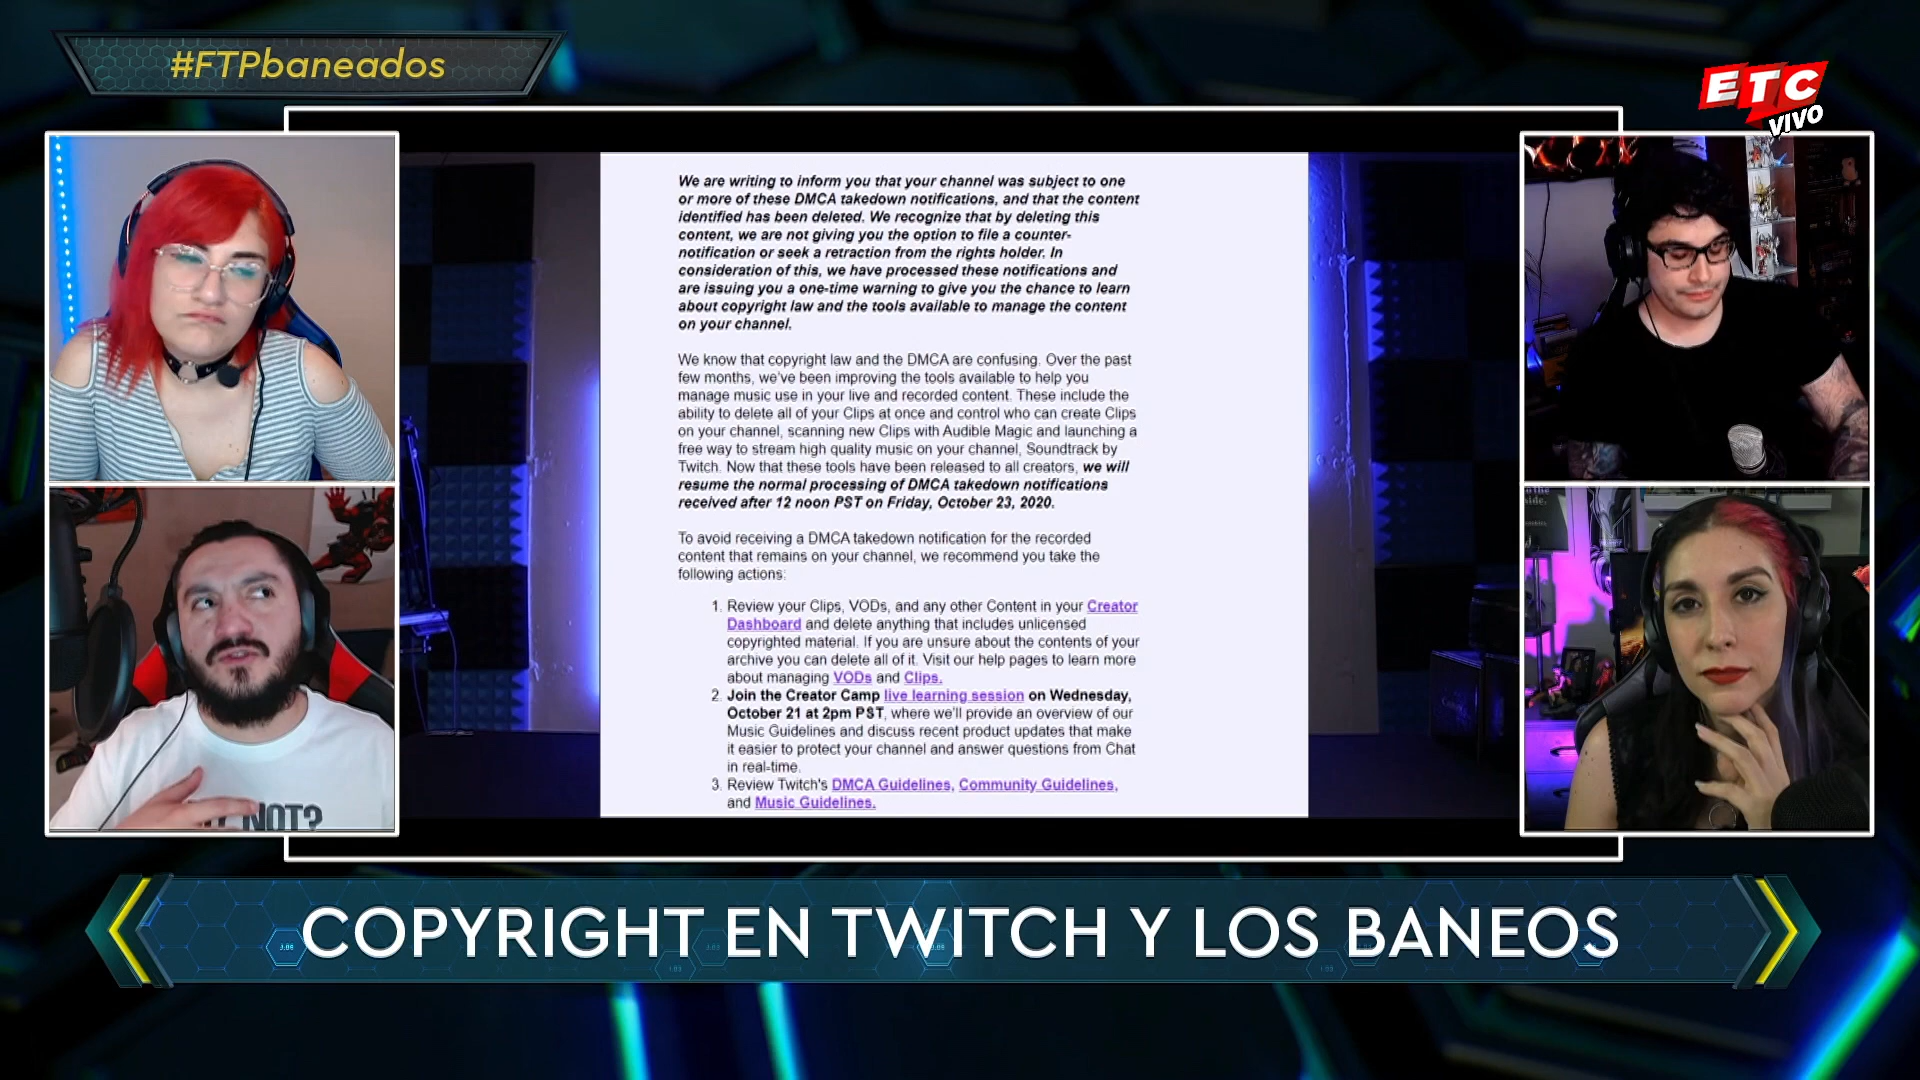 #FTPbaneados
ETC
VIVO
We are writing to inform you that your channel was subject to one
or more of these DMCA takedown notifications, and that the content
identified has been deleted. We recognize that by deleting this
content, we are not giving you the option to file a counter-
notification or seek a retraction from the rights holder. In
consideration of this, we have processed these notifications and
are issuing you a one-time warning to give you the chance to learn
about copyright law and the tools available to manage the content
on your channel.
We know that copyright law and the DMCA are confusing. Over the past
few months, we've been improving the tools available to help you
manage music use in your live and recorded content. These include the
ability to delete all of your Clips at once and control who can create Clips
on your channel, scanning new Clips with Audible Magic and launching a
free way to stream high quality music on your channel, Soundtrack by
Twitch. Now that these tools have been released to all creators, we will
resume the normal processing of DMCA takedown notifications
received after 12 noon PST on Friday, October 23, 2020.
To avoid receiving a DMCA takedown notification for the recorded
content that remains on your channel, we recommend you take the
following actions:
1. Review your Clips, VODs, and any other Content in your Creator
Dashboard and delete anything that includes unlicensed
copyrighted material. If you are unsure about the contents of your
archive you can delete all of it. Visit our help pages to learn more
about managing VODs and Clips.
2. Join the Creator Camp live learning session on Wednesday,
October 21 at 2pm PST, where we'll provide an overview of our
Music Guidelines and discuss recent product updates that make
it easier to protect your channel and answer questions from Chat
in real-time.
3. Review Twitch's DMCA Guidelines, Community Guidelines,
and Music Guidelines.
NOT?
COPYRIGHT EN TWITCH Y LOS BANEOS